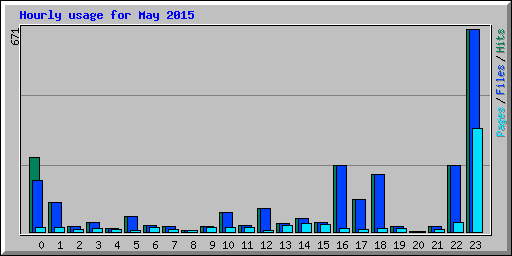 Hourly usage for May 2015
671
Pages/Files/Hits
0 1 2 3 4 5 6 7 8 9 10 11 12 13 14 15 16 17 18 19 20 21 22 23